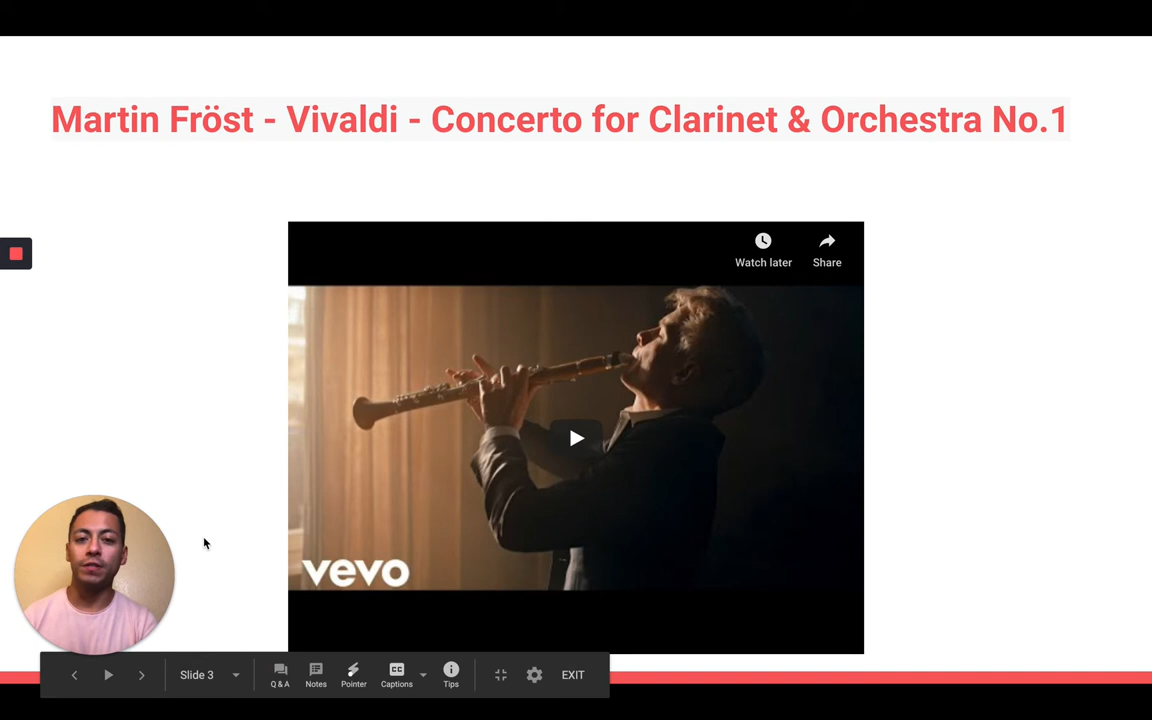 Martin Fröst - Vivaldi - Concerto for Clarinet & Orchestra No.1
Watch later
Share
vevo
Slide 3
Q & A
Notes
Pointer
CC
Captions
Tips
EXIT